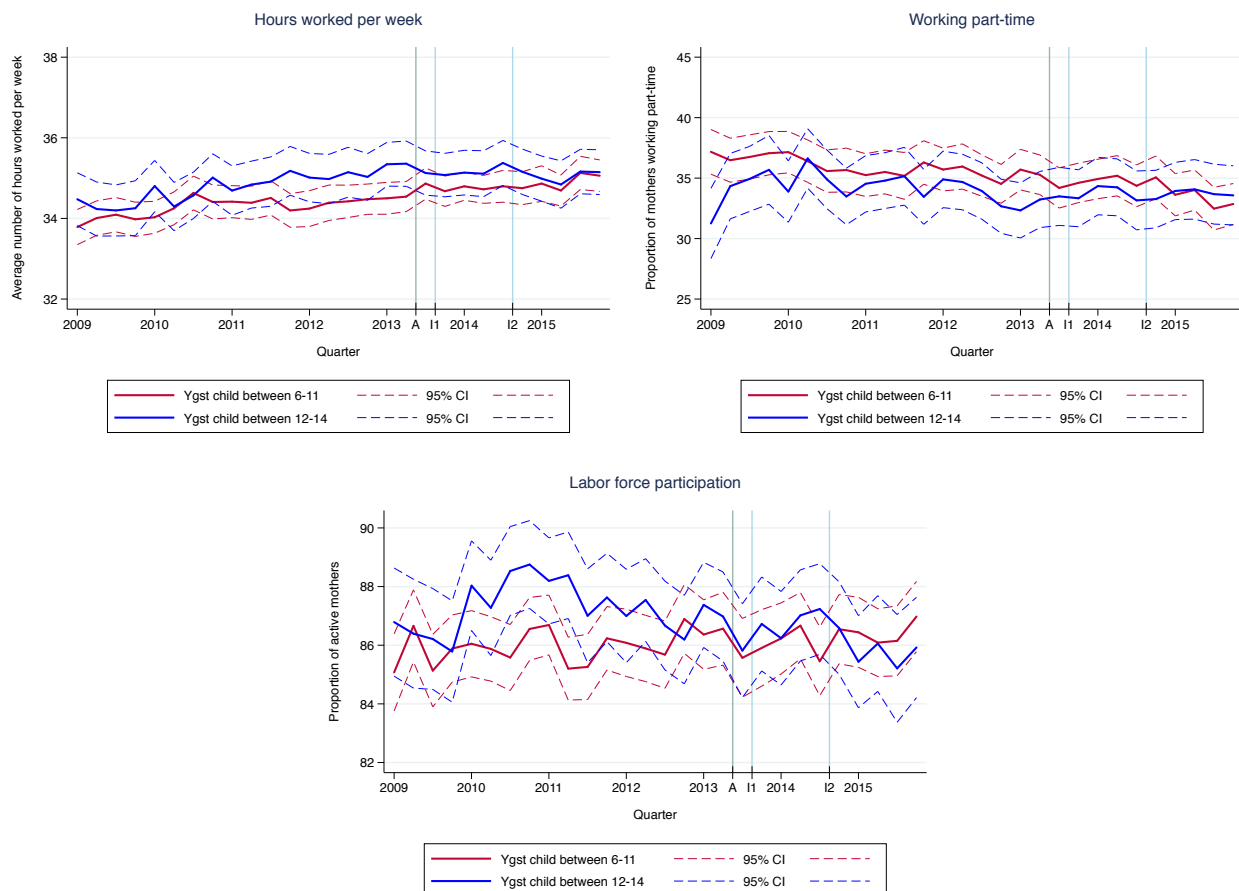 Hours worked per week
Average number of hours worked per week
38
36
34
32
2009 2010 2011 2012 2013 A I1 2014 I2 2015
Quarter
Ygst child between 6-11 95% CI
Ygst child between 12-14 95% CI
Working part-time
Proportion of mothers working part-time
45
40
35
30
25
2009 2010 2011 2012 2013 A I1 2014 I2 2015
Quarter
Ygst child between 6-11 95% CI
Ygst child between 12-14 95% CI
Labor force participation
Proportion of active mothers
90
88
86
84
82
2009 2010 2011 2012 2013 A I1 2014 I2 2015
Quarter
Ygst child between 6-11 95% CI
Ygst child between 12-14 95% CI